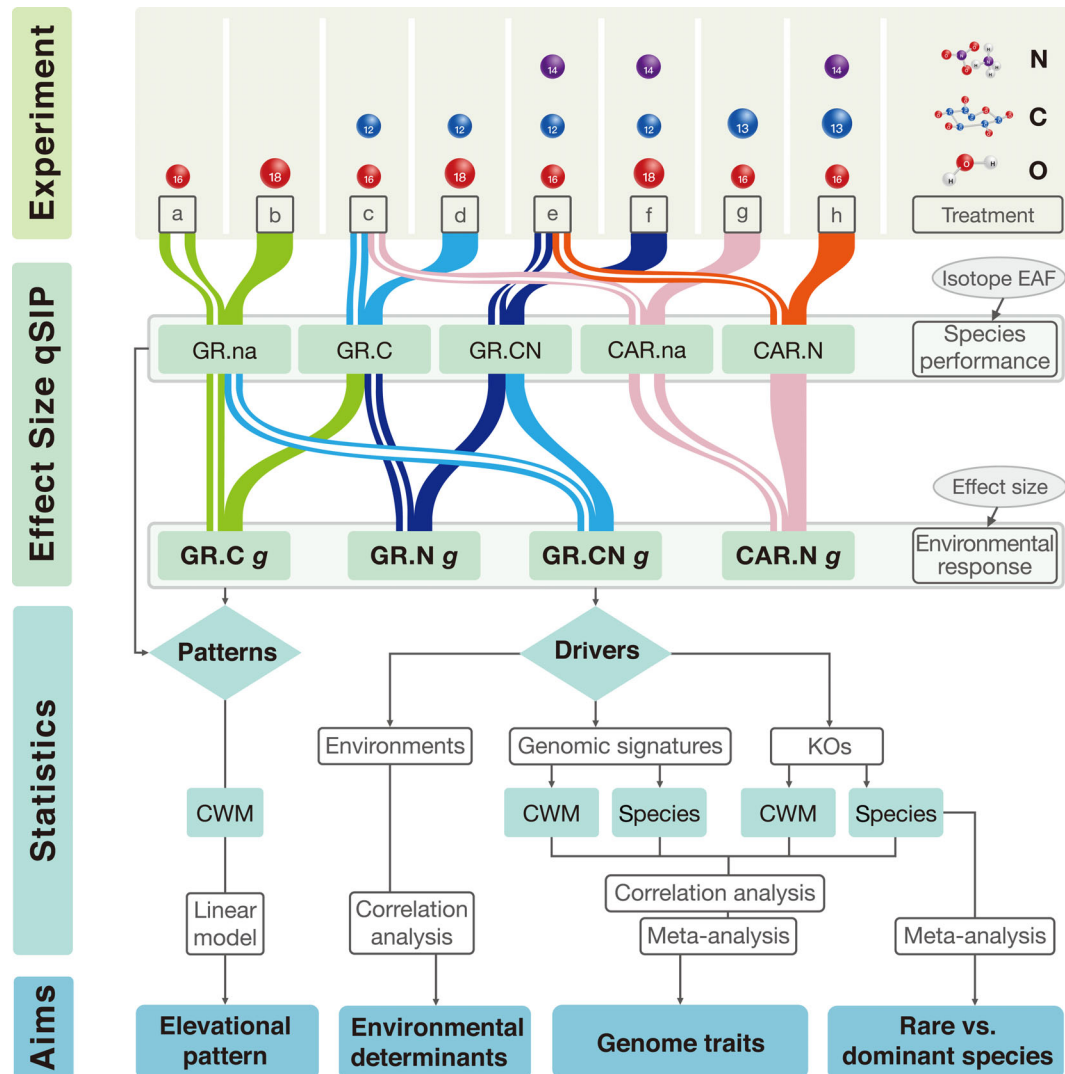 Experiment
14
14
14
N
12
12
12
12
13
13
C
16
18
16
18
16
18
16
16
O
H
H
O
a
b
c
d
e
f
g
h
Treatment
Effect Size qSIP
Isotope EAF
GR.na
GR.C
GR.CN
CAR.na
CAR.N
Species
performance
Effect size
GR.C g
GR.N g
GR.CN g
CAR.N g
Environmental
response
Statistics
Patterns
Drivers
Environments
Genomic signatures
KOs
CWM
CWM
Species
CWM
Species
Linear
model
Correlation
analysis
Correlation analysis
Meta-analysis
Meta-analysis
Aims
Elevational
pattern
Environmental
determinants
Genome traits
Rare vs.
dominant species